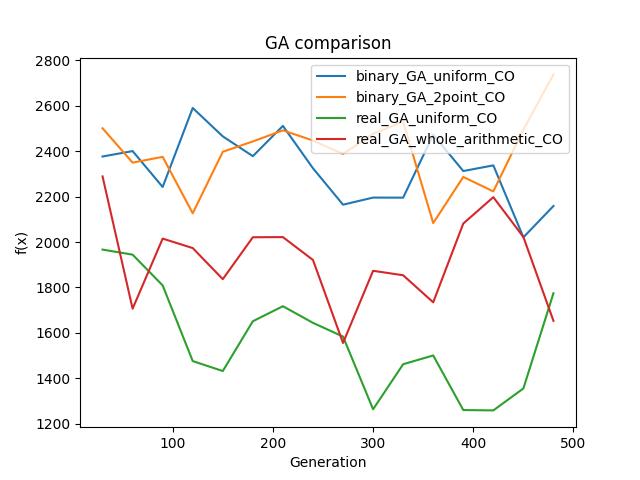 GA comparison
2800
2600
2400
2200
2000
1800
1600
1400
1200
f(x)
binary_GA_uniform_CO
binary_GA_2point_CO
real_GA_uniform_CO
real_GA_whole_arithmetic_CO
100 200 300 400 500
Generation